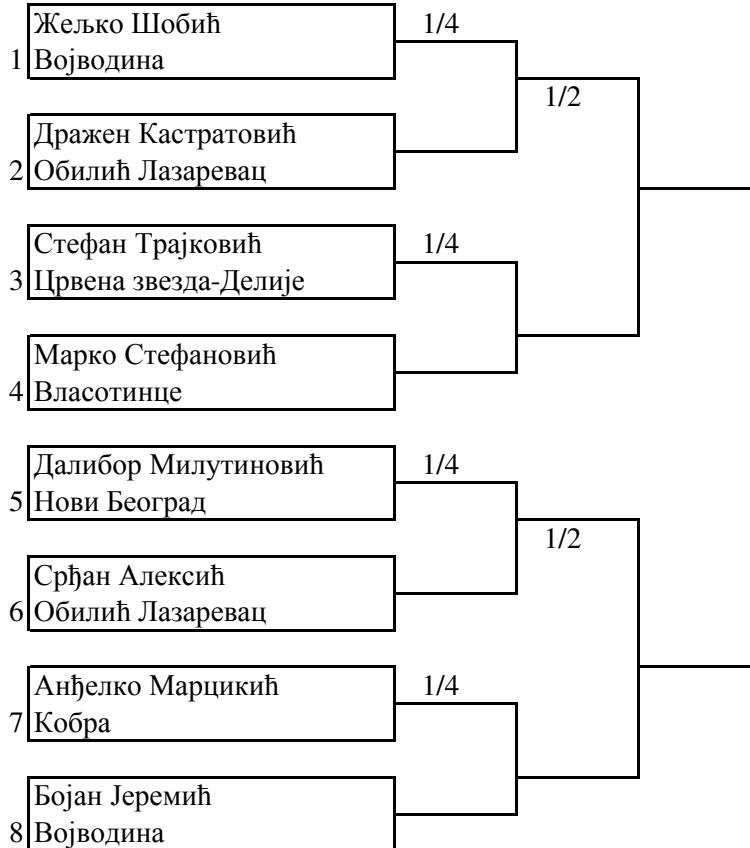 Жељко Шобић
1/4
1 Војводина
1/2
Дражен Кастратовић
2 Обилић Лазаревац
Стефан Трајковић
1/4
3 Црвена звезда-Делије
Марко Стефановић
4 Власотинце
Далибор Милутиновић
1/4
5 Нови Београд
1/2
Срђан Алексић
6 Обилић Лазаревац
Анђелко Марцикић
1/4
7 Кобра
Бојан Јеремић
8 Војводина